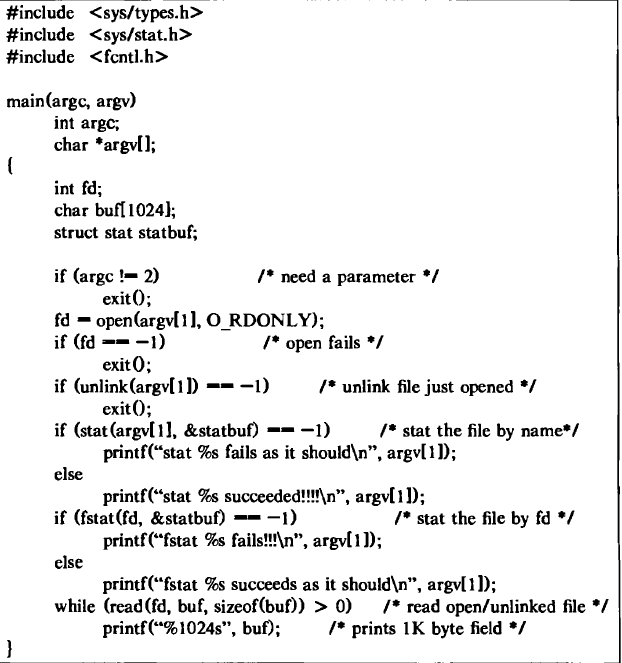 #include <sys/types.h>
#include <sys/stat.h>
#include <fcntl.h>
main(argc, argv)
int argc;
char *argv[];
{
int fd;
char buf[1024];
struct stat statbuf;
if (argc != 2) /* need a parameter */
exit();
fd = open(argv[1], O_RDONLY);
if (fd == -1) /* open fails */
exit();
if (unlink(argv[1]) == -1) /* unlink file just opened */
exit();
if (stat(argv[1], &statbuf) == -1) /* stat the file by name*/
printf("stat %s fails as it should\n", argv[1]);
else
printf("stat %s succeeded!!!!\n", argv[1]);
if (fstat(fd, &statbuf) == -1) /* stat the file by fd */
printf("fstat %s fails!!!\n", argv[1]);
else
printf("fstat %s succeeds as it should\n", argv[1]);
while (read(fd, buf, sizeof(buf)) > 0) /* read open/unlinked file */
printf("%1024s", buf); /* prints 1K byte field */
}